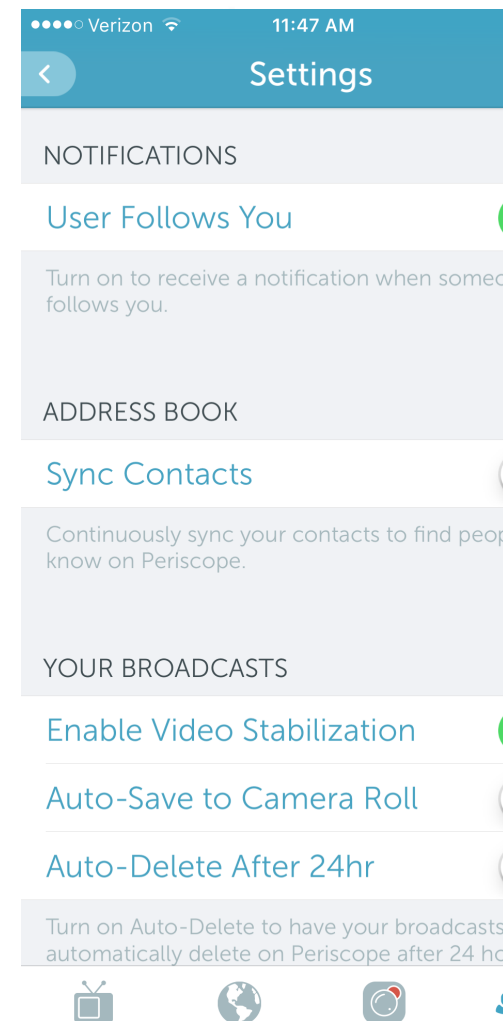 Verizon
11:47 AM
Settings
NOTIFICATIONS
User Follows You
Turn on to receive a notification when
follows you.
ADDRESS BOOK
Sync Contacts
Continuously sync your contacts to find
know on Periscope.
YOUR BROADCASTS
Enable Video Stabilization
Auto-Save to Camera Roll
Auto-Delete After 24hr
Turn on Auto-Delete to have your broadcasts
automatically delete on Periscope after 24